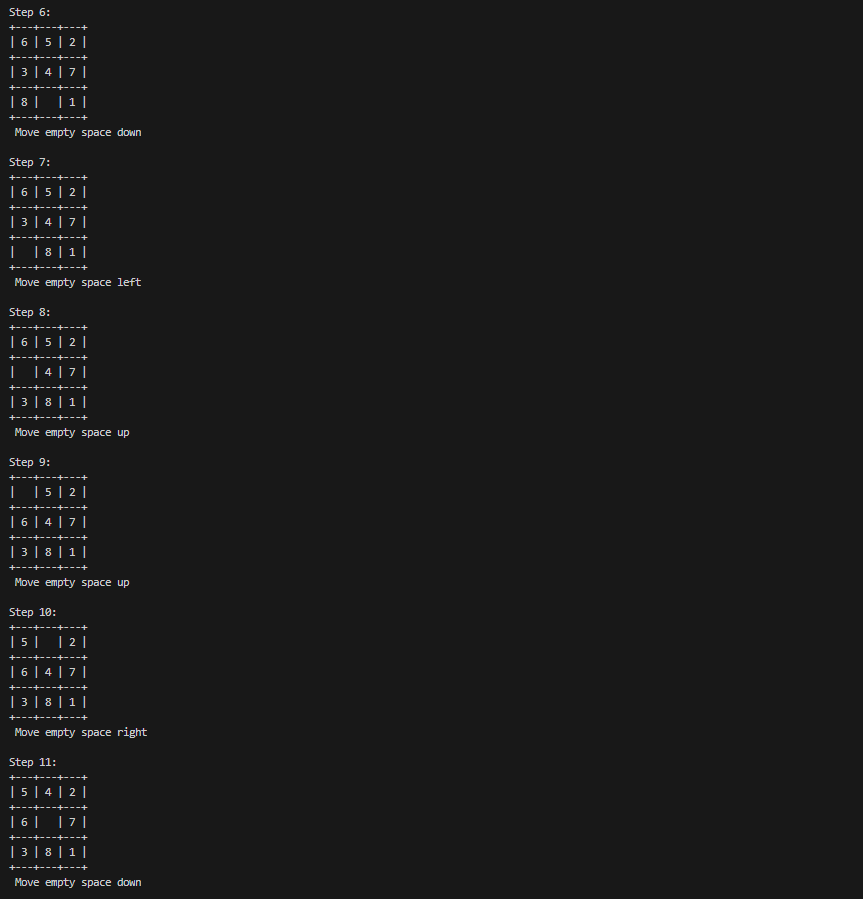 Step 6:
+---+---+---+
| 6 | 5 | 2 |
+---+---+---+
| 3 | 4 | 7 |
+---+---+---+
| 8 |   | 1 |
+---+---+---+
 Move empty space down

Step 7:
+---+---+---+
| 6 | 5 | 2 |
+---+---+---+
| 3 | 4 | 7 |
+---+---+---+
|   | 8 | 1 |
+---+---+---+
 Move empty space left

Step 8:
+---+---+---+
| 6 | 5 | 2 |
+---+---+---+
|   | 4 | 7 |
+---+---+---+
| 3 | 8 | 1 |
+---+---+---+
 Move empty space up

Step 9:
+---+---+---+
|   | 5 | 2 |
+---+---+---+
| 6 | 4 | 7 |
+---+---+---+
| 3 | 8 | 1 |
+---+---+---+
 Move empty space up

Step 10:
+---+---+---+
| 5 |   | 2 |
+---+---+---+
| 6 | 4 | 7 |
+---+---+---+
| 3 | 8 | 1 |
+---+---+---+
 Move empty space right

Step 11:
+---+---+---+
| 5 | 4 | 2 |
+---+---+---+
| 6 |   | 7 |
+---+---+---+
| 3 | 8 | 1 |
+---+---+---+
 Move empty space down